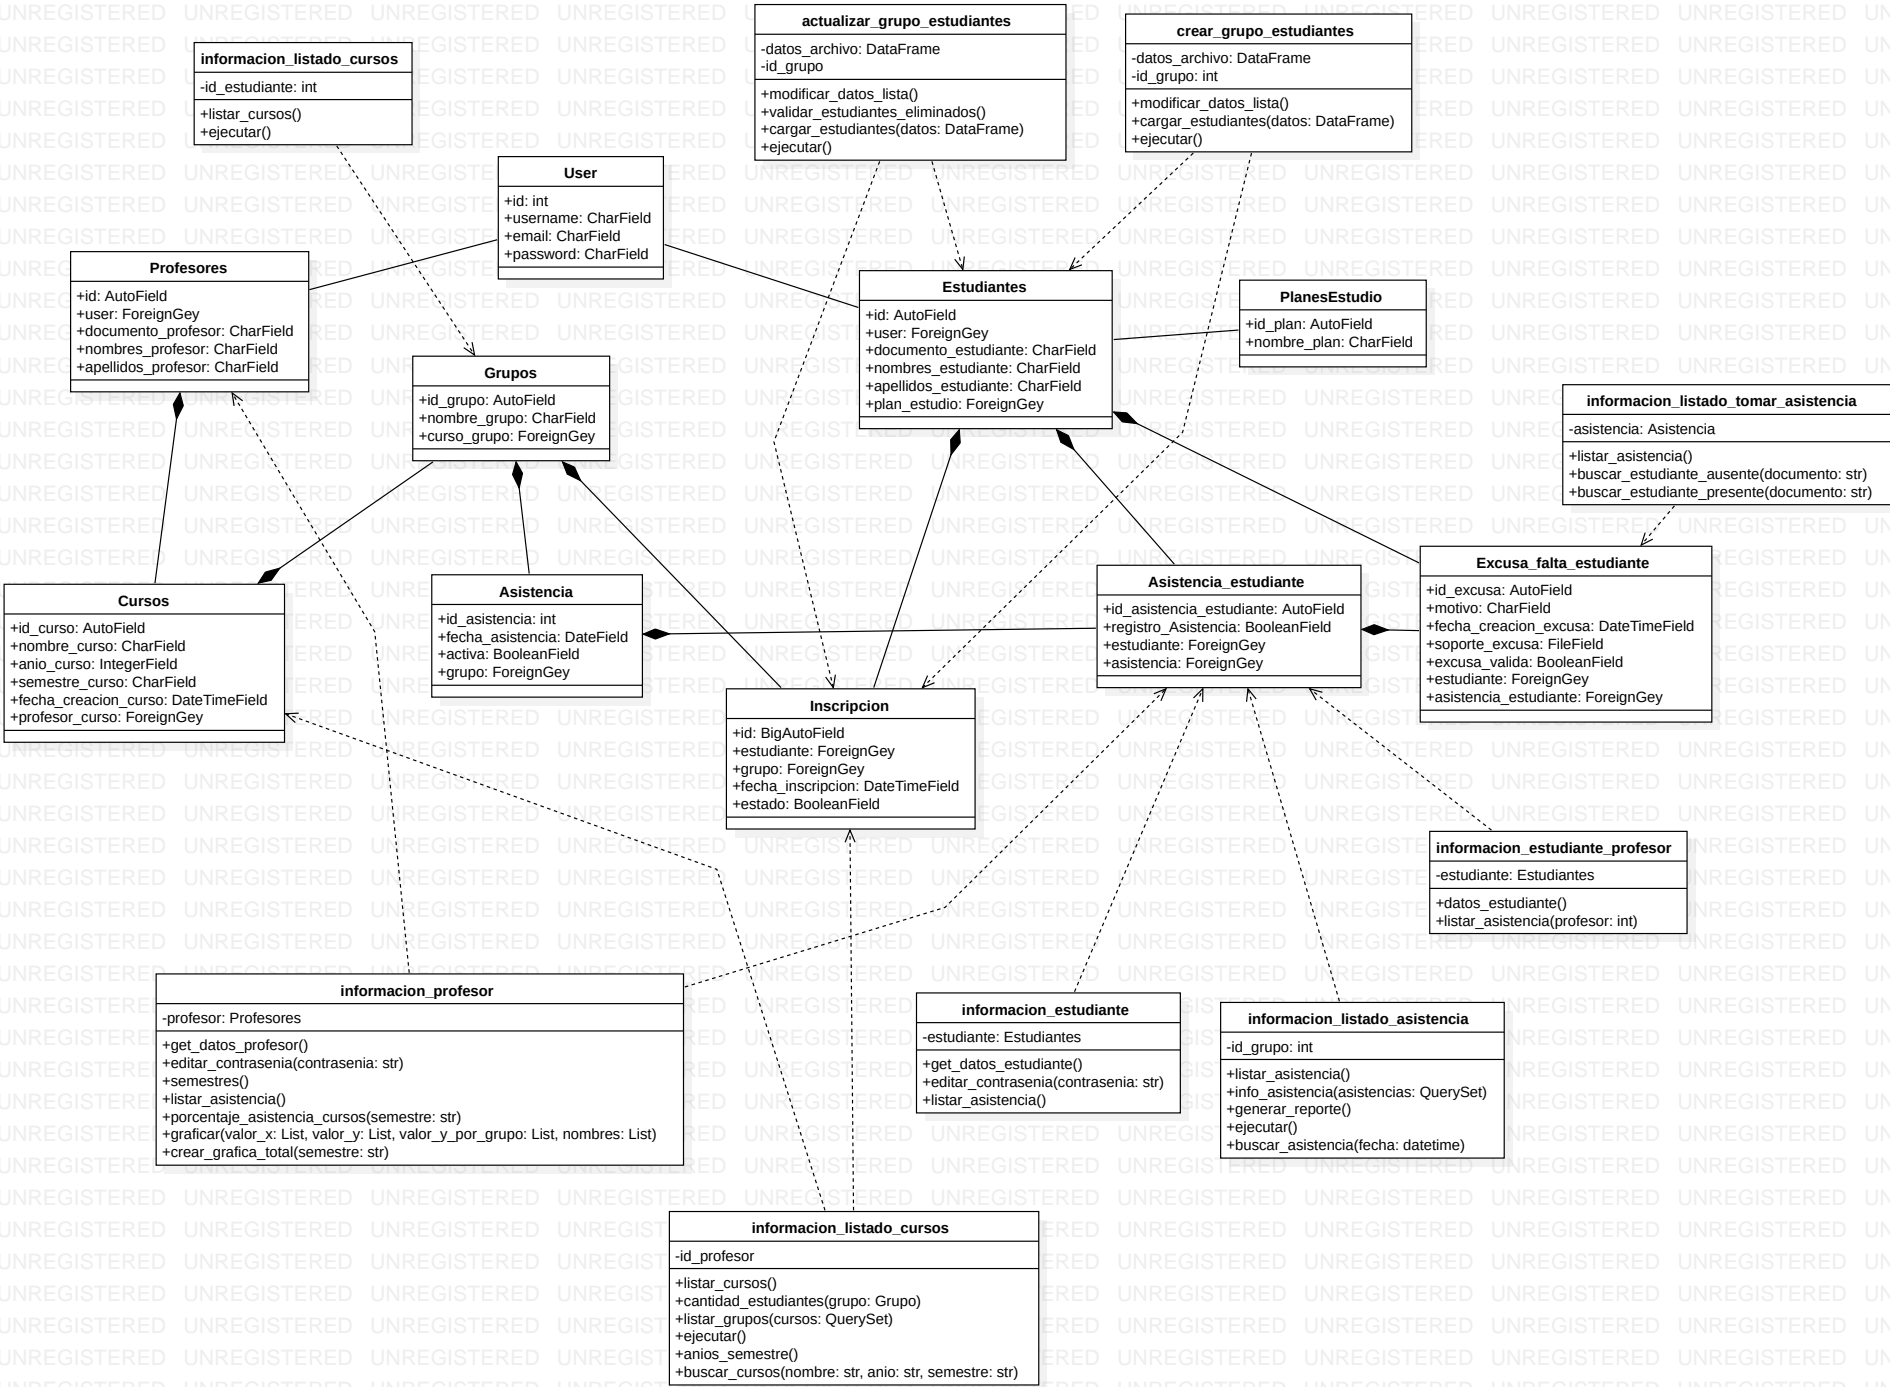 actualizar_grupo_estudiantes
-datos_archivo: DataFrame
-id_grupo
+modificar_datos_lista()
+validar_estudiantes_eliminados()
+cargar_estudiantes(datos: DataFrame)
+ejecutar()
crear_grupo_estudiantes
-datos_archivo: DataFrame
-id_grupo: int
+modificar_datos_lista()
+cargar_estudiantes(datos: DataFrame)
+ejecutar()
informacion_listado_cursos
-id_estudiante: int
+listar_cursos()
+ejecutar()
User
+id: int
+username: CharField
+email: CharField
+password: CharField
Profesores
+id: AutoField
+user: ForeignGey
+documento_profesor: CharField
+nombres_profesor: CharField
+apellidos_profesor: CharField
Estudiantes
+id: AutoField
+user: ForeignGey
+documento_estudiante: CharField
+nombres_estudiante: CharField
+apellidos_estudiante: CharField
+plan_estudio: ForeignGey
PlanesEstudio
+id_plan: AutoField
+nombre_plan: CharField
Grupos
+id_grupo: AutoField
+nombre_grupo: CharField
+curso_grupo: ForeignGey
informacion_listado_tomar_asistencia
-asistencia: Asistencia
+listar_asistencia()
+buscar_estudiante_ausente(documento: str)
+buscar_estudiante_presente(documento: str)
Cursos
+id_curso: AutoField
+nombre_curso: CharField
+anio_curso: IntegerField
+semestre_curso: CharField
+fecha_creacion_curso: DateTimeField
+profesor_curso: ForeignGey
Asistencia
+id_asistencia: int
+fecha_asistencia: DateField
+activa: BooleanField
+grupo: ForeignGey
Asistencia_estudiante
+id_asistencia_estudiante: AutoField
+registro_Asistencia: BooleanField
+estudiante: ForeignGey
+asistencia: ForeignGey
Excusa_falta_estudiante
+id_excusa: AutoField
+motivo: CharField
+fecha_creacion_excusa: DateTimeField
+soporte_excusa: FileField
+excusa_valida: BooleanField
+estudiante: ForeignGey
+asistencia_estudiante: ForeignGey
Inscripcion
+id: BigAutoField
+estudiante: ForeignGey
+grupo: ForeignGey
+fecha_inscripcion: DateTimeField
+estado: BooleanField
informacion_estudiante_profesor
-estudiante: Estudiantes
+datos_estudiante()
+listar_asistencia(profesor: int)
informacion_profesor
-profesor: Profesores
+get_datos_profesor()
+editar_contrasenia(contrasenia: str)
+semestres()
+listar_asistencia()
+porcentaje_asistencia_cursos(semestre: str)
+graficar(valor_x: List, valor_y: List, valor_y_por_grupo: List, nombres: List)
+crear_grafica_total(semestre: str)
informacion_estudiante
-estudiante: Estudiantes
+get_datos_estudiante()
+editar_contrasenia(contrasenia: str)
+listar_asistencia()
informacion_listado_asistencia
-id_grupo: int
+listar_asistencia()
+info_asistencia(asistencias: QuerySet)
+generar_reporte()
+ejecutar()
+buscar_asistencia(fecha: datetime)
informacion_listado_cursos
-id_profesor
+listar_cursos()
+cantidad_estudiantes(grupo: Grupo)
+listar_grupos(cursos: QuerySet)
+ejecutar()
+anios_semestre()
+buscar_cursos(nombre: str, anio: str, semestre: str)
UNREGISTERED